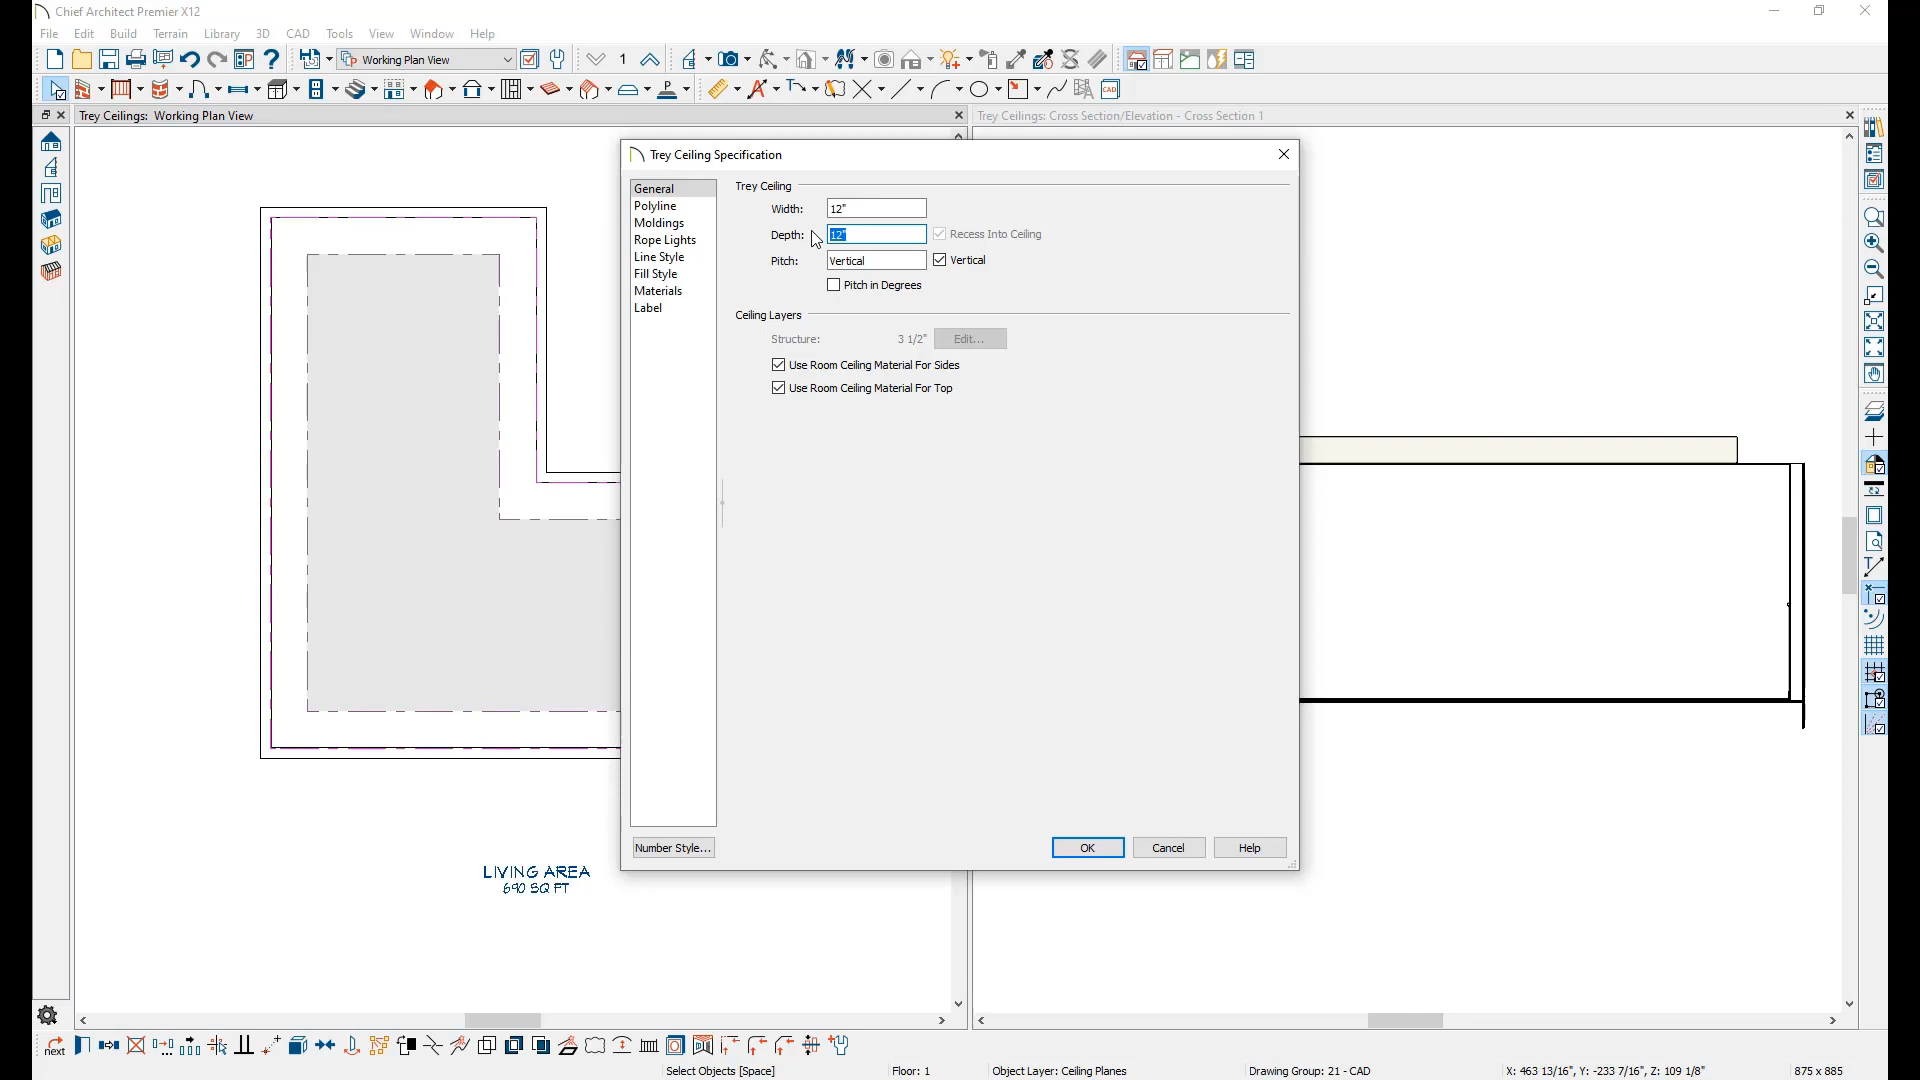 Chief Architect Premier X12
File Edit Build Terrain Library 3D CAD Tools View Window Help
Working Plan View 1
CAD
Trey Ceilings: Working Plan View
Trey Ceilings: Cross Section/Elevation - Cross Section 1
Trey Ceiling Specification
General
Polyline
Moldings
Rope Lights
Line Style
Fill Style
Materials
Label
Trey Ceiling
Width: 12"
Depth: 12" Recess Into Ceiling
Pitch: Vertical Vertical
Pitch in Degrees
Ceiling Layers
Structure: 3 1/2" Edit...
Use Room Ceiling Material For Sides
Use Room Ceiling Material For Top
Number Style... OK Cancel Help
LIVING AREA
690 SQ FT
next
Select Objects [Space] Floor: 1 Object Layer: Ceiling Planes Drawing Group: 21 - CAD X: 463 13/16", Y: -233 7/16", Z: 109 1/8" 875 x 885